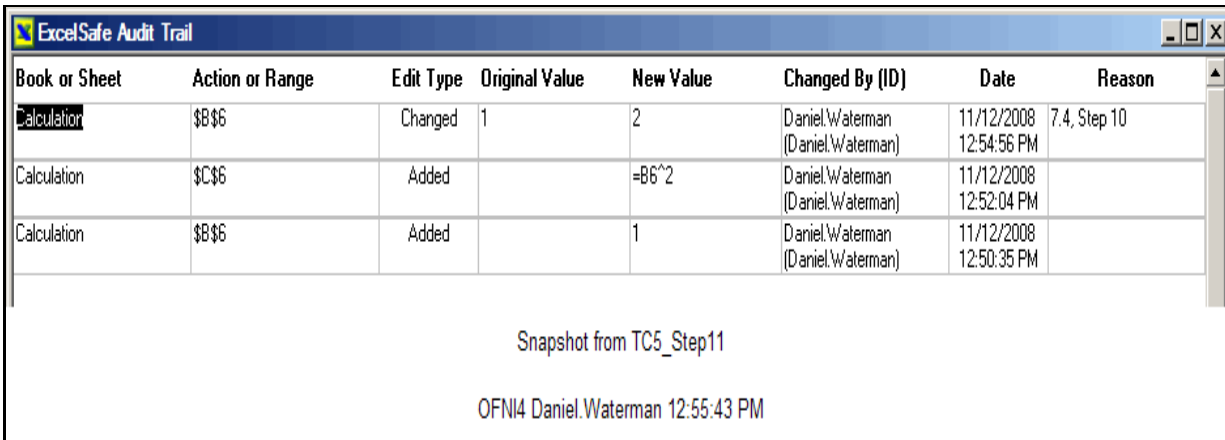 ExcelSafe Audit Trail
Book or Sheet Action or Range Edit Type Original Value New Value Changed By (ID) Date Reason
Calculation $B$6 Changed 1 2 Daniel.Waterman 11/12/2008 7.4, Step 10
(Daniel.Waterman) 12:54:56 PM
Calculation $C$6 Added =B6^2 Daniel.Waterman 11/12/2008
(Daniel.Waterman) 12:52:04 PM
Calculation $B$6 Added 1 Daniel.Waterman 11/12/2008
(Daniel.Waterman) 12:50:35 PM
Snapshot from TC5_Step11
OFNI4 Daniel.Waterman 12:55:43 PM